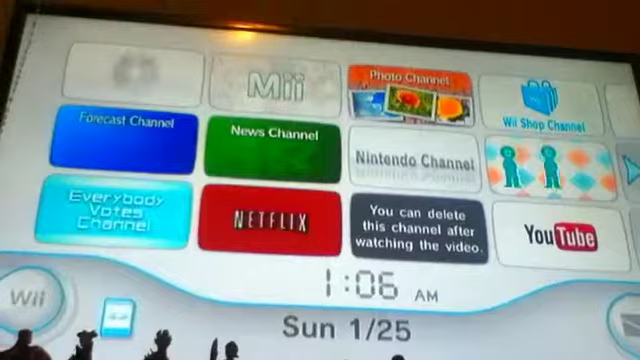 Mii
Photo Channel
Wii Shop Channel
Forecast Channel
News Channel
Nintendo Channel
Everybody
Votes
Channel
NETFLIX
You can delete
this channel after
watching the video.
YouTube
1:06 AM
Wii
Sun 1/25